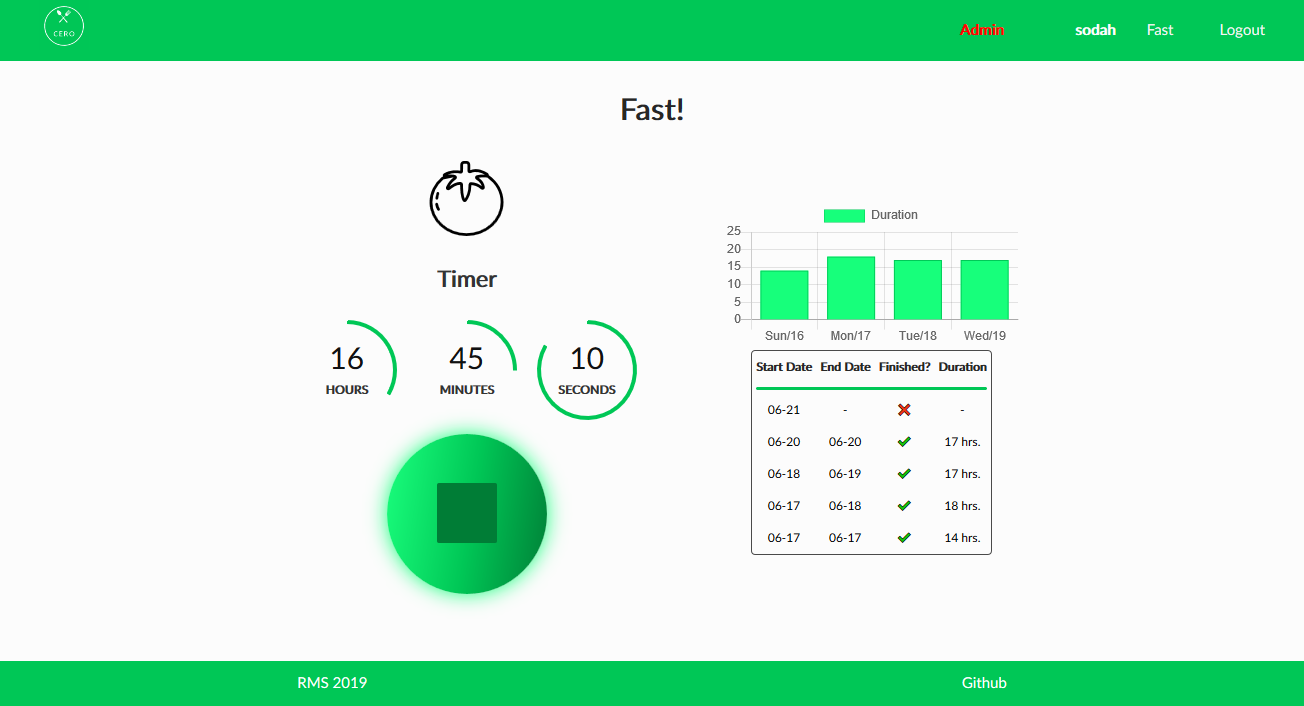 CERO
Admin sodah Fast Logout
Fast!
Timer
16 45 10
HOURS MINUTES SECONDS
Duration
25
20
15
10
5
0
Sun/16 Mon/17 Tue/18 Wed/19
Start Date End Date Finished? Duration
06-21 - -
06-20 06-20 17 hrs.
06-18 06-19 17 hrs.
06-17 06-18 18 hrs.
06-17 06-17 14 hrs.
RMS 2019 Github